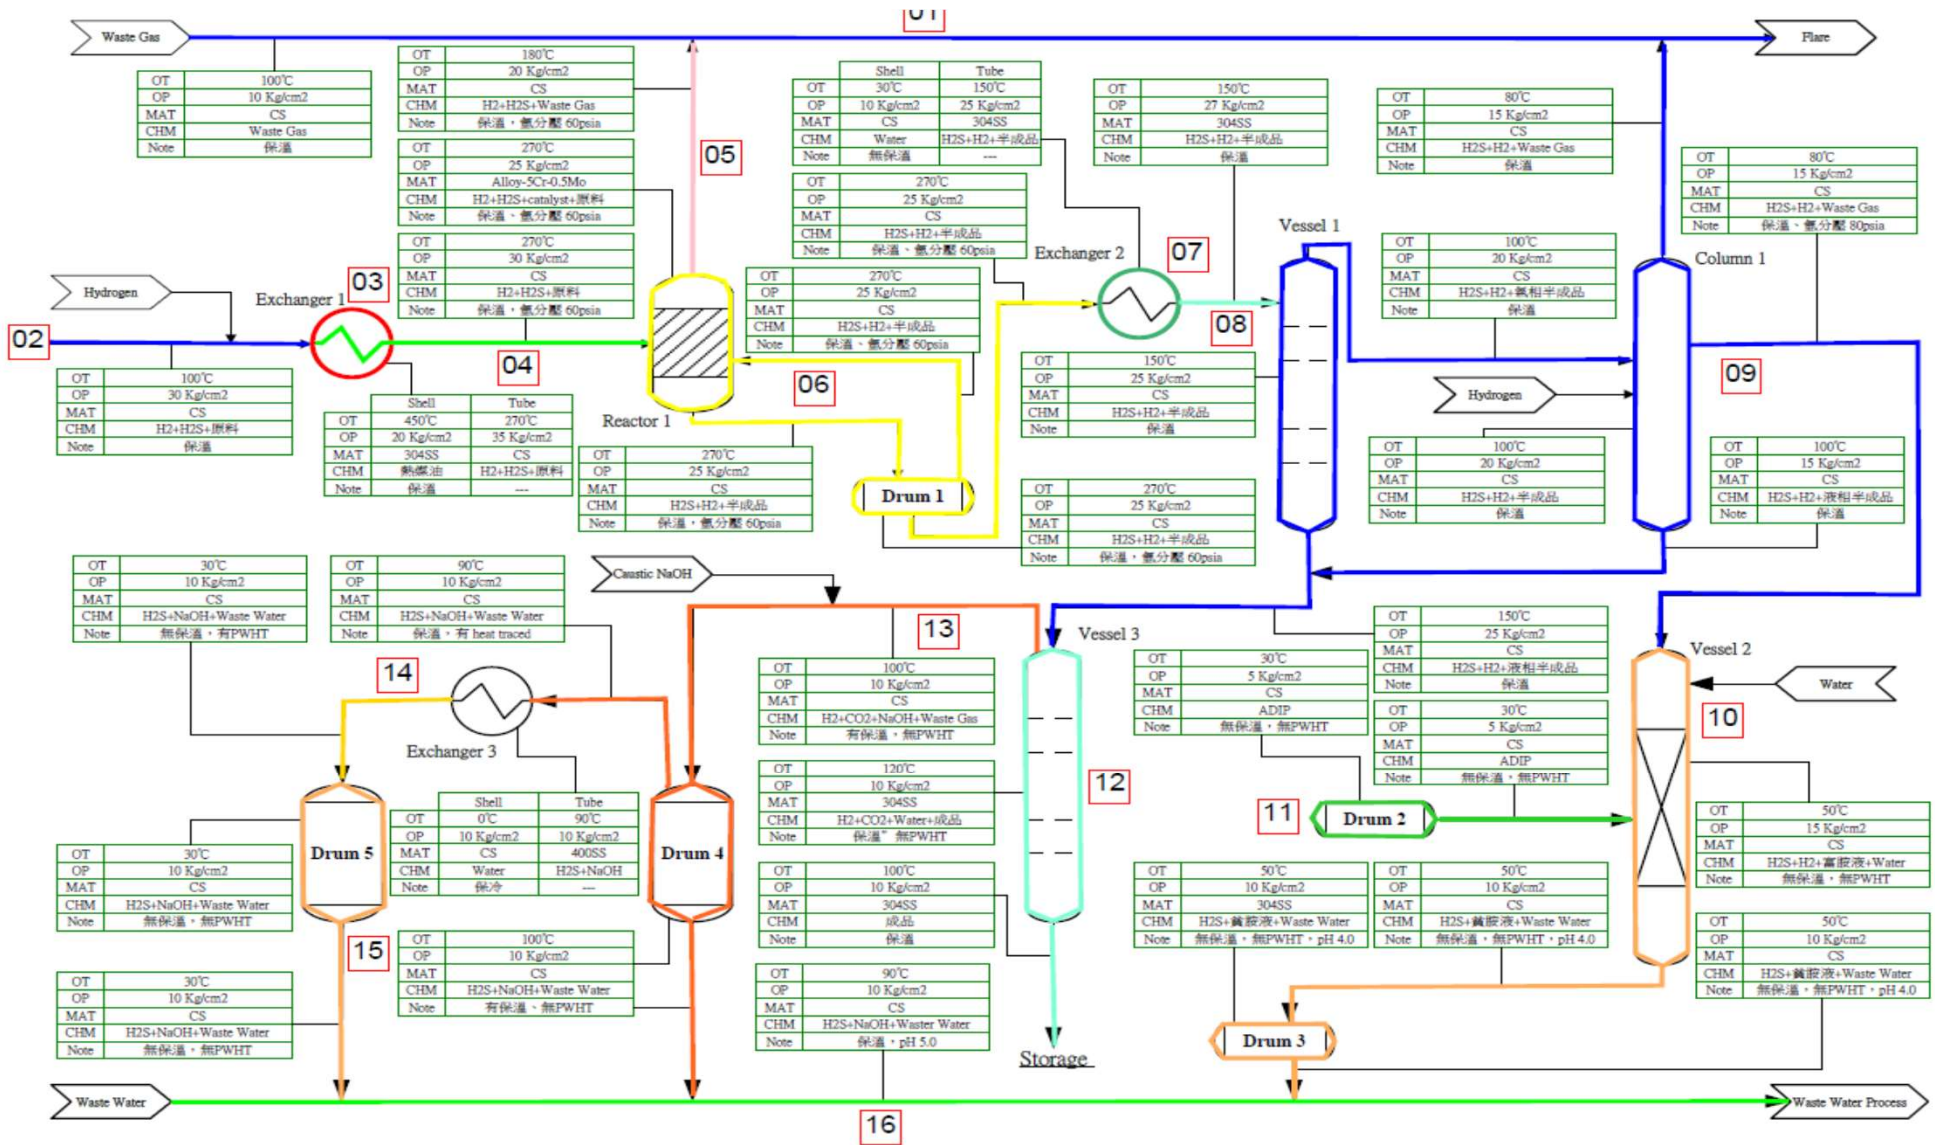 01
Waste Gas
Flare
OT 100℃
OP 10 Kg/cm2
MAT CS
CHM Waste Gas
Note 保溫
OT 180℃
OP 20 Kg/cm2
MAT CS
CHM H2+H2S+Waste Gas
Note 保溫，氫分壓 60psia
OT 270℃
OP 25 Kg/cm2
MAT Alloy-5Cr-0.5Mo
CHM H2+H2S+catalyst+原料
Note 保溫、氫分壓 60psia
OT 270℃
OP 30 Kg/cm2
MAT CS
CHM H2+H2S+原料
Note 保溫、氫分壓 60psia
05
Shell Tube
OT 30℃ 150℃
OP 10 Kg/cm2 25 Kg/cm2
MAT CS 304SS
CHM Water H2S+H2+半成品
Note 無保溫 ---
OT 270℃
OP 25 Kg/cm2
MAT CS
CHM H2S+H2+半成品
Note 保溫、氫分壓 60psia
OT 150℃
OP 27 Kg/cm2
MAT 304SS
CHM H2S+H2+半成品
Note 保溫
OT 80℃
OP 15 Kg/cm2
MAT CS
CHM H2S+H2+Waste Gas
Note 保溫
OT 80℃
OP 15 Kg/cm2
MAT CS
CHM H2S+H2+Waste Gas
Note 保溫、氫分壓 80psia
Hydrogen
Exchanger 1
03
02
04
OT 100℃
OP 30 Kg/cm2
MAT CS
CHM H2+H2S+原料
Note 保溫
Shell Tube
OT 450℃ 270℃
OP 20 Kg/cm2 35 Kg/cm2
MAT 304SS CS
CHM 熱媒油 H2+H2S+原料
Note 保溫 ---
Reactor 1
OT 270℃
OP 25 Kg/cm2
MAT CS
CHM H2S+H2+半成品
Note 保溫、氫分壓 60psia
06
OT 270℃
OP 25 Kg/cm2
MAT CS
CHM H2S+H2+半成品
Note 保溫，氫分壓 60psia
Drum 1
Exchanger 2
07
08
Vessel 1
OT 150℃
OP 25 Kg/cm2
MAT CS
CHM H2S+H2+半成品
Note 保溫
OT 270℃
OP 25 Kg/cm2
MAT CS
CHM H2S+H2+半成品
Note 保溫，氫分壓 60psia
OT 100℃
OP 20 Kg/cm2
MAT CS
CHM H2S+H2+氣相半成品
Note 保溫
Column 1
Hydrogen
09
OT 100℃
OP 20 Kg/cm2
MAT CS
CHM H2S+H2+半成品
Note 保溫
OT 100℃
OP 15 Kg/cm2
MAT CS
CHM H2S+H2+液相半成品
Note 保溫
OT 30℃
OP 10 Kg/cm2
MAT CS
CHM H2S+NaOH+Waste Water
Note 無保溫，有PWHT
OT 90℃
OP 10 Kg/cm2
MAT CS
CHM H2S+NaOH+Waste Water
Note 保溫，有 heat traced
Caustic NaOH
13
14
Exchanger 3
Vessel 3
OT 100℃
OP 10 Kg/cm2
MAT CS
CHM H2+CO2+NaOH+Waste Gas
Note 有保溫，無PWHT
OT 30℃
OP 5 Kg/cm2
MAT CS
CHM ADIP
Note 無保溫，無PWHT
OT 150℃
OP 25 Kg/cm2
MAT CS
CHM H2S+H2+液相半成品
Note 保溫
OT 30℃
OP 5 Kg/cm2
MAT CS
CHM ADIP
Note 無保溫，無PWHT
Vessel 2
Water
10
Shell Tube
OT 0℃ 90℃
OP 10 Kg/cm2 10 Kg/cm2
MAT CS 400SS
CHM Water H2S+NaOH
Note 保冷 ---
Drum 5
Drum 4
OT 120℃
OP 10 Kg/cm2
MAT 304SS
CHM H2+CO2+Water+成品
Note 保溫" 無PWHT
12
11
Drum 2
OT 50℃
OP 15 Kg/cm2
MAT CS
CHM H2S+H2+富胺液+Water
Note 無保溫，無PWHT
OT 30℃
OP 10 Kg/cm2
MAT CS
CHM H2S+NaOH+Waste Water
Note 無保溫，無PWHT
15
OT 100℃
OP 10 Kg/cm2
MAT CS
CHM H2S+NaOH+Waste Water
Note 有保溫、無PWHT
OT 100℃
OP 10 Kg/cm2
MAT 304SS
CHM 成品
Note 保溫
OT 50℃
OP 10 Kg/cm2
MAT 304SS
CHM H2S+貧胺液+Waste Water
Note 無保溫，無PWHT，pH 4.0
OT 50℃
OP 10 Kg/cm2
MAT CS
CHM H2S+貧胺液+Waste Water
Note 無保溫，無PWHT，pH 4.0
OT 50℃
OP 10 Kg/cm2
MAT CS
CHM H2S+貧胺液+Waste Water
Note 無保溫，無PWHT，pH 4.0
OT 30℃
OP 10 Kg/cm2
MAT CS
CHM H2S+NaOH+Waste Water
Note 無保溫，無PWHT
OT 90℃
OP 10 Kg/cm2
MAT CS
CHM H2S+NaOH+Waster Water
Note 保溫，pH 5.0
Storage
Drum 3
Waste Water
16
Waste Water Process